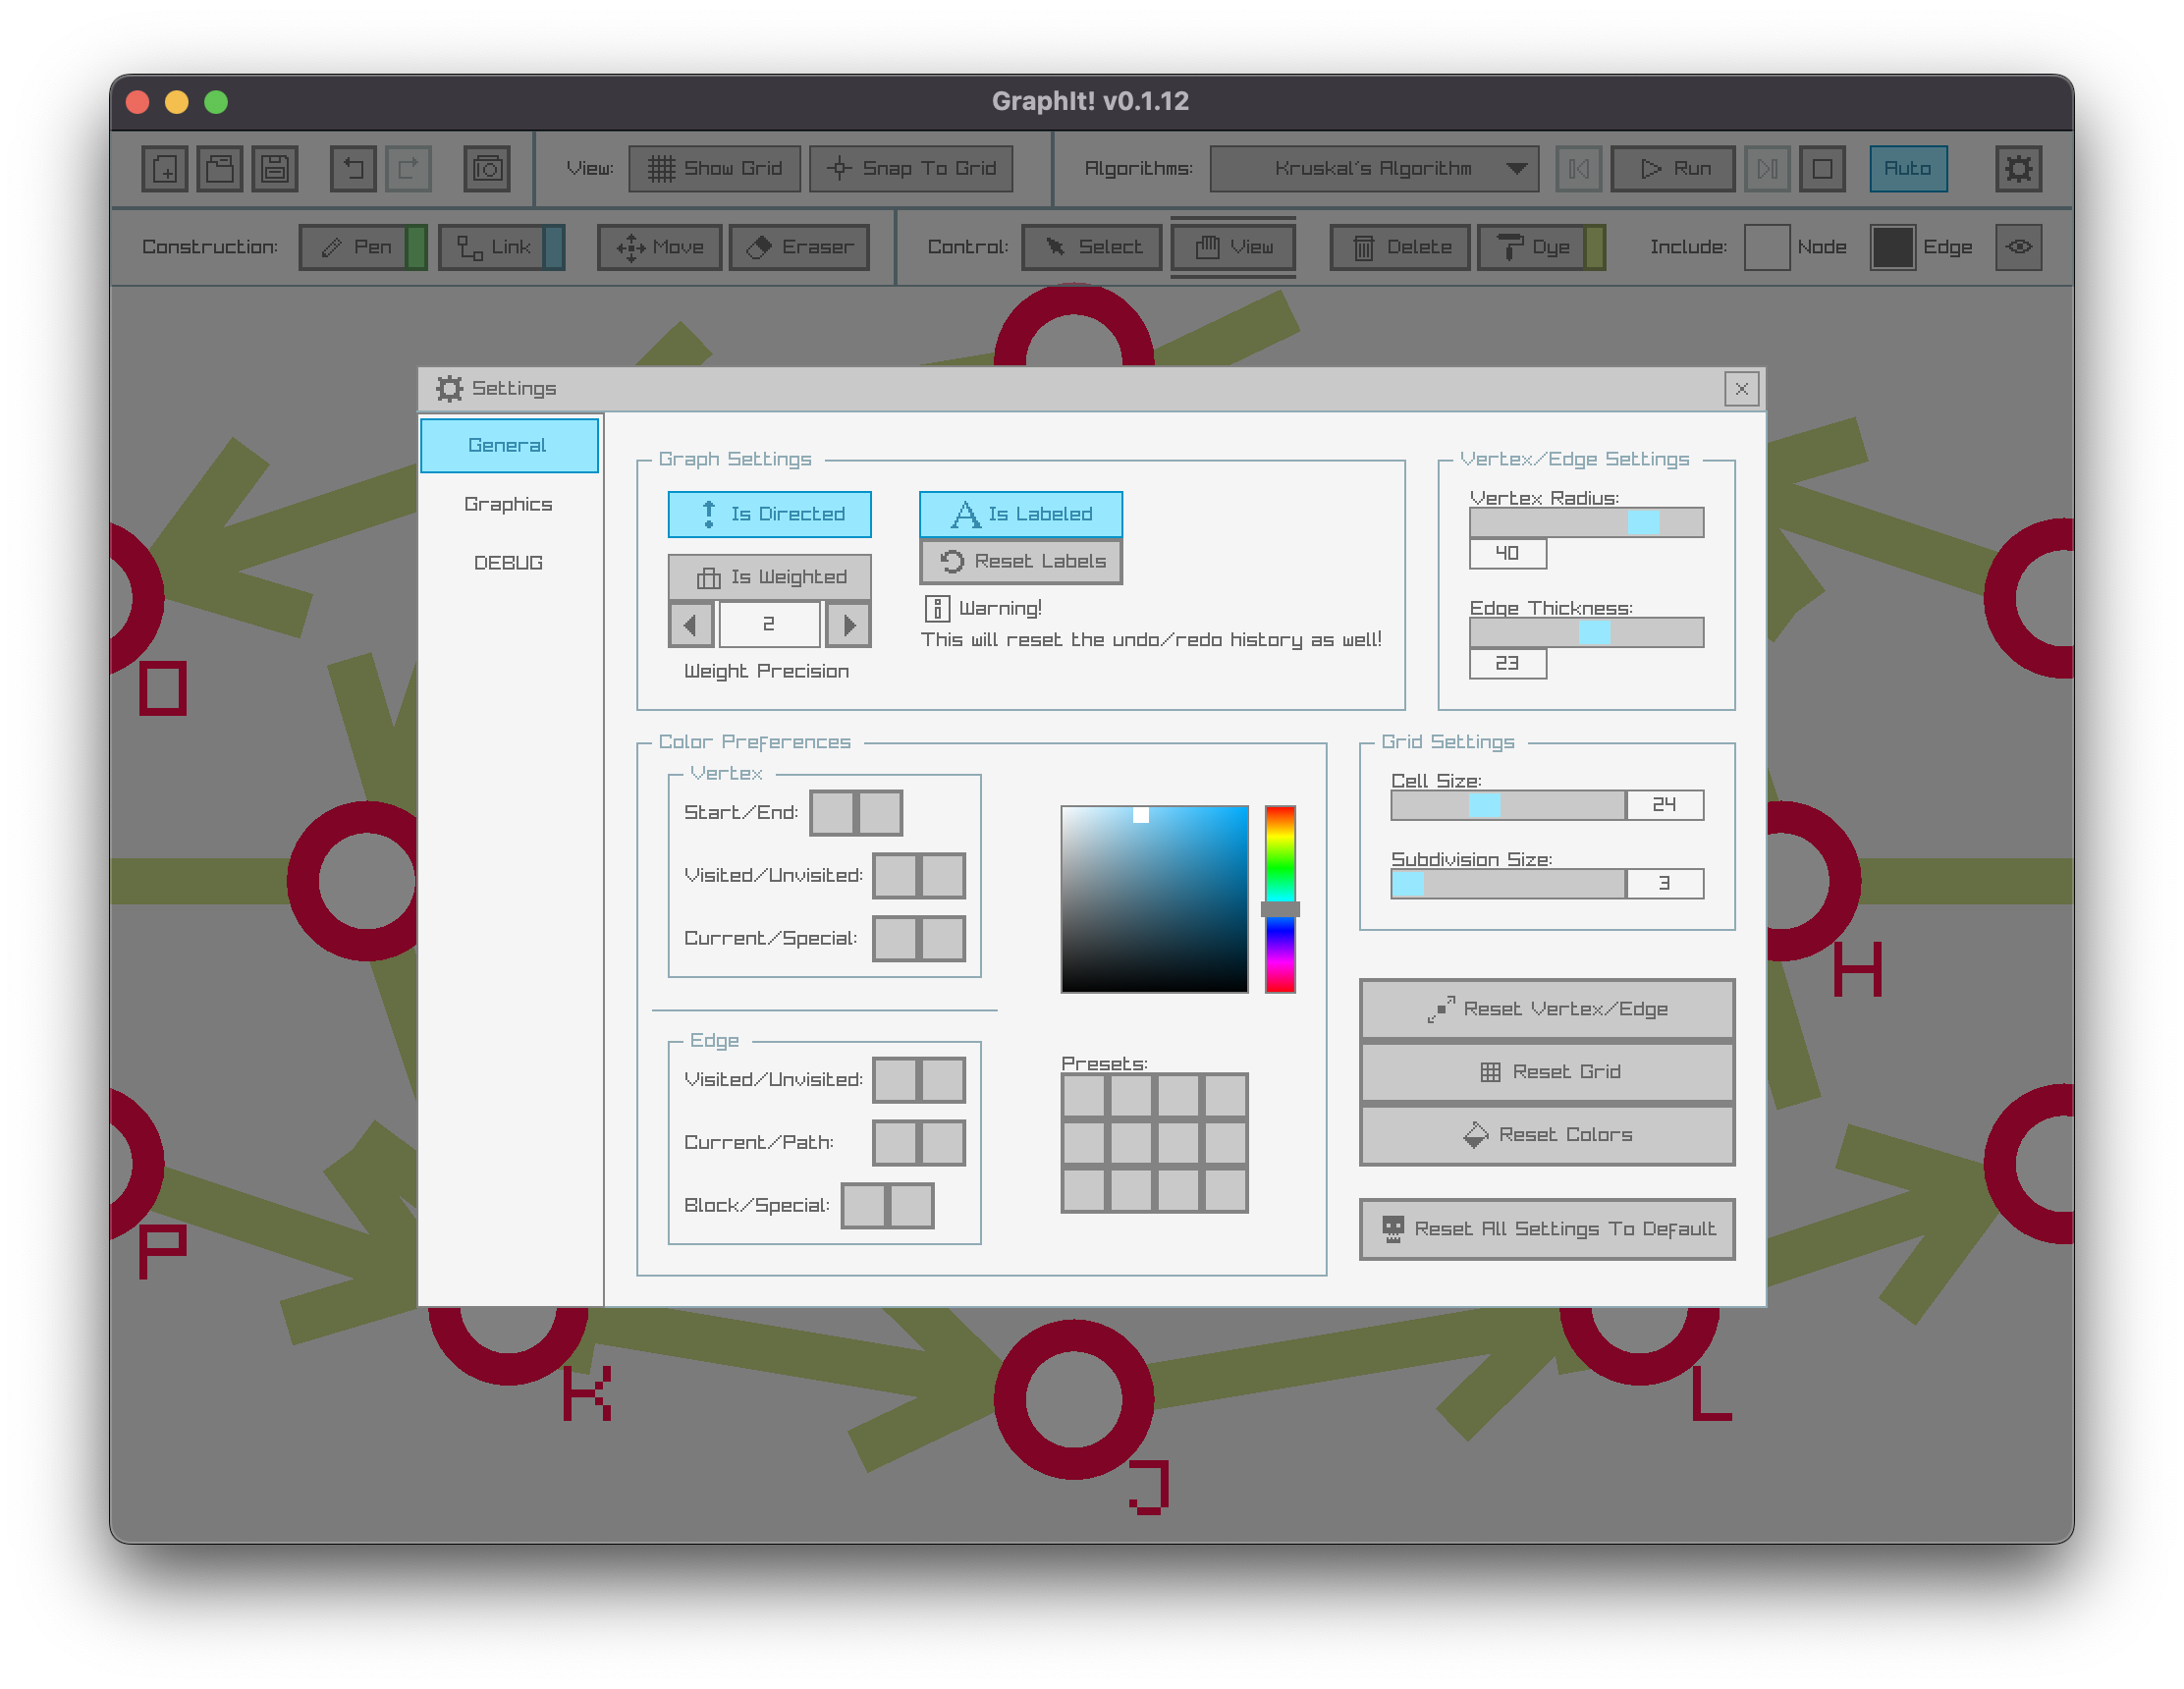 GraphIt! v0.1.12
View: Show Grid Snap To Grid Algorithms: Kruskal's Algorithm Run Auto
Construction: Pen Link Move Eraser Control: Select View Delete Dye Include: Node Edge
Settings
General
Graphics
DEBUG
Graph Settings
Is Directed
Is Labeled
Is Weighted
Reset Labels
2
Weight Precision
Warning!
This will reset the undo/redo history as well!
Vertex/Edge Settings
Vertex Radius:
40
Edge Thickness:
23
Color Preferences
Vertex
Start/End:
Visited/Unvisited:
Current/Special:
Edge
Visited/Unvisited:
Current/Path:
Block/Special:
Presets:
Grid Settings
Cell Size:
24
Subdivision Size:
3
Reset Vertex/Edge
Reset Grid
Reset Colors
Reset All Settings To Default
O
H
P
K
L
J